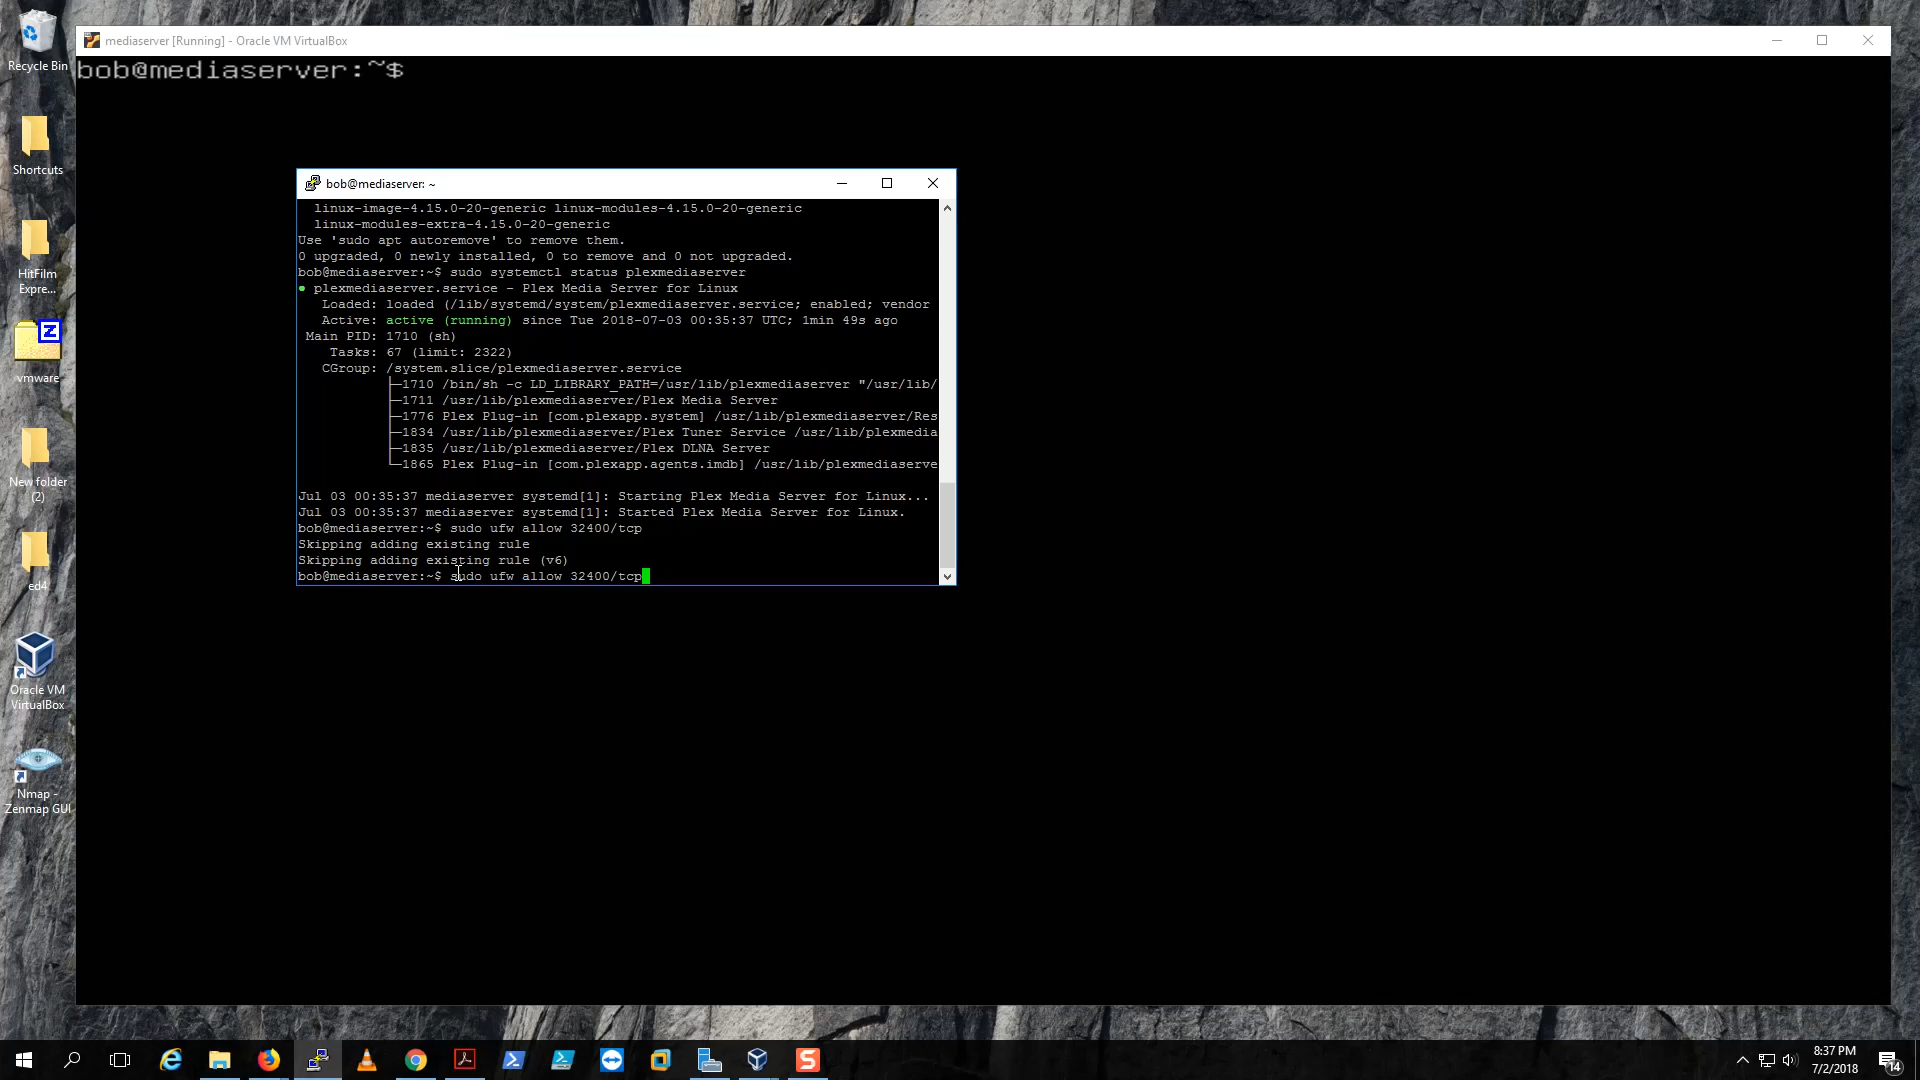 mediaserver [Running] - Oracle VM VirtualBox
bob@mediaserver:~$
Recycle Bin
Shortcuts
HitFilm
Expre...
vmware
New folder
(2)
ed4
Oracle VM
VirtualBox
Nmap -
Zenmap GUI
bob@mediaserver: ~
linux-image-4.15.0-20-generic linux-modules-4.15.0-20-generic
linux-modules-extra-4.15.0-20-generic
Use 'sudo apt autoremove' to remove them.
0 upgraded, 0 newly installed, 0 to remove and 0 not upgraded.
bob@mediaserver:~$ sudo systemctl status plexmediaserver
● plexmediaserver.service - Plex Media Server for Linux
Loaded: loaded (/lib/systemd/system/plexmediaserver.service; enabled; vendor
Active: active (running) since Tue 2018-07-03 00:35:37 UTC; 1min 49s ago
Main PID: 1710 (sh)
Tasks: 67 (limit: 2322)
CGroup: /system.slice/plexmediaserver.service
├─1710 /bin/sh -c LD_LIBRARY_PATH=/usr/lib/plexmediaserver "/usr/lib/
├─1711 /usr/lib/plexmediaserver/Plex Media Server
├─1776 Plex Plug-in [com.plexapp.system] /usr/lib/plexmediaserver/Res
├─1834 /usr/lib/plexmediaserver/Plex Tuner Service /usr/lib/plexmedia
├─1835 /usr/lib/plexmediaserver/Plex DLNA Server
└─1865 Plex Plug-in [com.plexapp.agents.imdb] /usr/lib/plexmediaserve
Jul 03 00:35:37 mediaserver systemd[1]: Starting Plex Media Server for Linux...
Jul 03 00:35:37 mediaserver systemd[1]: Started Plex Media Server for Linux.
bob@mediaserver:~$ sudo ufw allow 32400/tcp
Skipping adding existing rule
Skipping adding existing rule (v6)
bob@mediaserver:~$ sudo ufw allow 32400/tcp
8:37 PM
7/2/2018
14